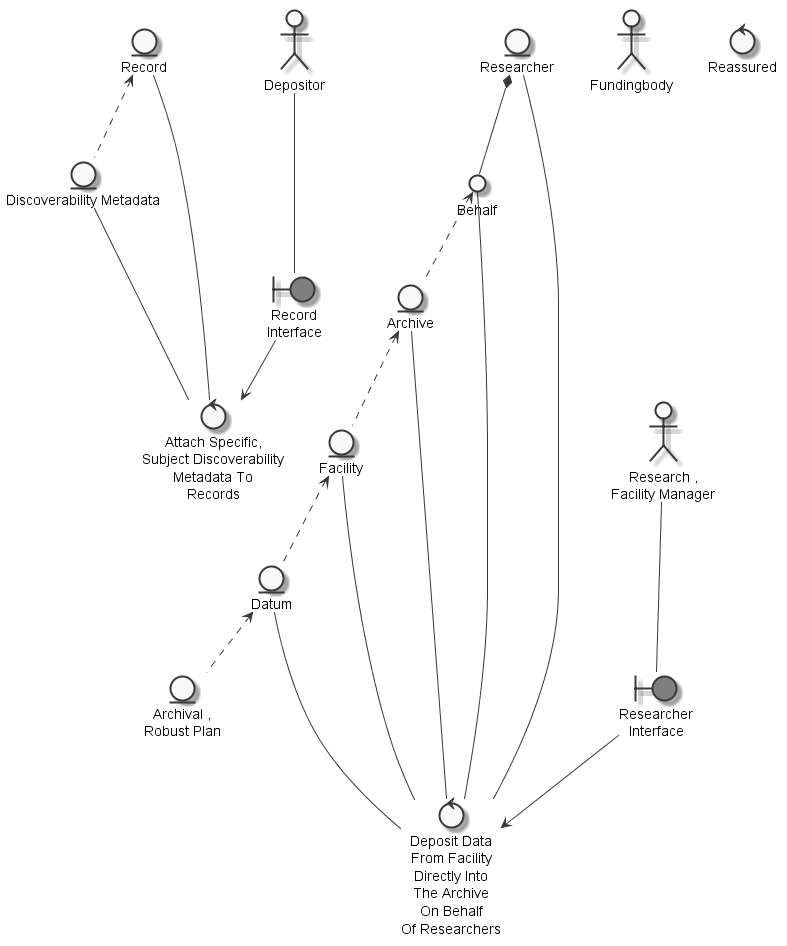 Record
Depositor
Researcher
Fundingbody
Reassured
Discoverability Metadata
Behalf
Record
Interface
Archive
Attach Specific,
Subject Discoverability
Metadata To
Records
Facility
Research ,
Facility Manager
Datum
Archival ,
Robust Plan
Researcher
Interface
Deposit Data
From Facility
Directly Into
The Archive
On Behalf
Of Researchers